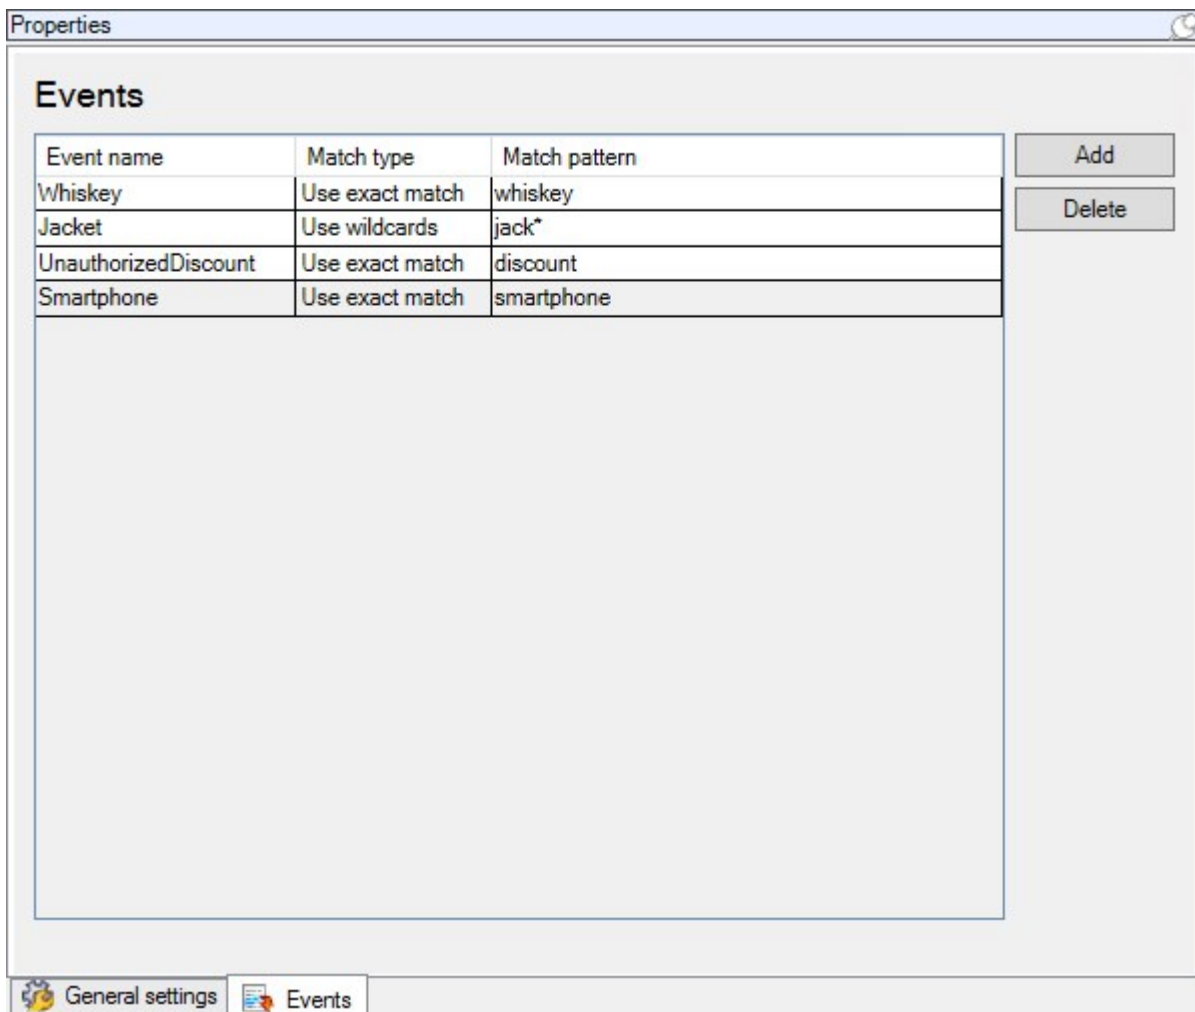 Properties
Events
Event name Match type Match pattern Add
Whiskey Use exact match whiskey
Delete
Jacket Use wildcards jack*
UnauthorizedDiscount Use exact match discount
Smartphone Use exact match smartphone
General settings Events